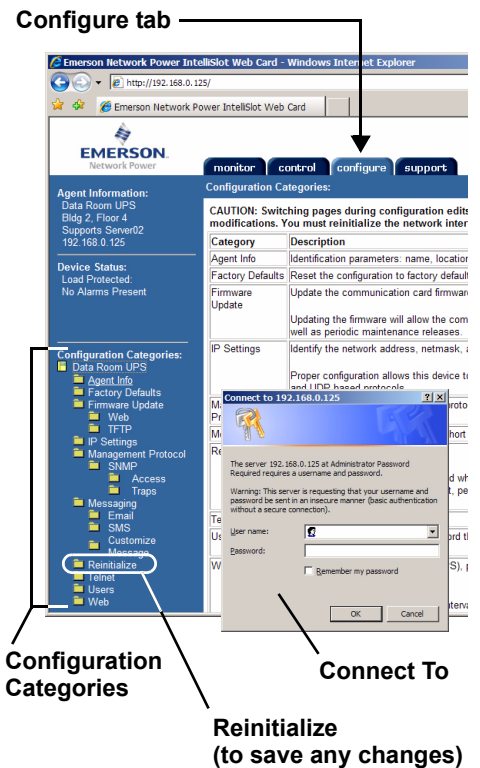 Configure tab
Emerson Network Power IntelliSlot Web Card - Windows Internet Explorer
http://192.168.0.125/
Emerson Network Power IntelliSlot Web Card
EMERSON.
Network Power
monitor control configure support
Agent Information:
Data Room UPS
Bldg 2, Floor 4
Supports Server02
192.168.0.125
Device Status:
Load Protected:
No Alarms Present
Configuration Categories:
Data Room UPS
Agent Info
Factory Defaults
Firmware Update
Web
TFTP
IP Settings
Management Protocol
SNMP
Access
Traps
Messaging
Email
SMS
Customize
Message
Reinitialize
Telnet
Users
Web
Configuration Categories:
CAUTION: Switching pages during configuration edits
modifications. You must reinitialize the network inter
Category Description
Agent Info Identification parameters: name, location
Factory Defaults Reset the configuration to factory default
Firmware
Update
Update the communication card firmware
Updating the firmware will allow the com
well as periodic maintenance releases.
IP Settings Identify the network address, netmask, a
Proper configuration allows this device to
and UDP based protocols.
Connect to 192.168.0.125
The server 192.168.0.125 at Administrator Password
Required requires a username and password.
Warning: This server is requesting that your username and
password be sent in an insecure manner (basic authentication
without a secure connection).
User name:
Password:
Remember my password
OK Cancel
Configuration
Categories
Connect To
Reinitialize
(to save any changes)